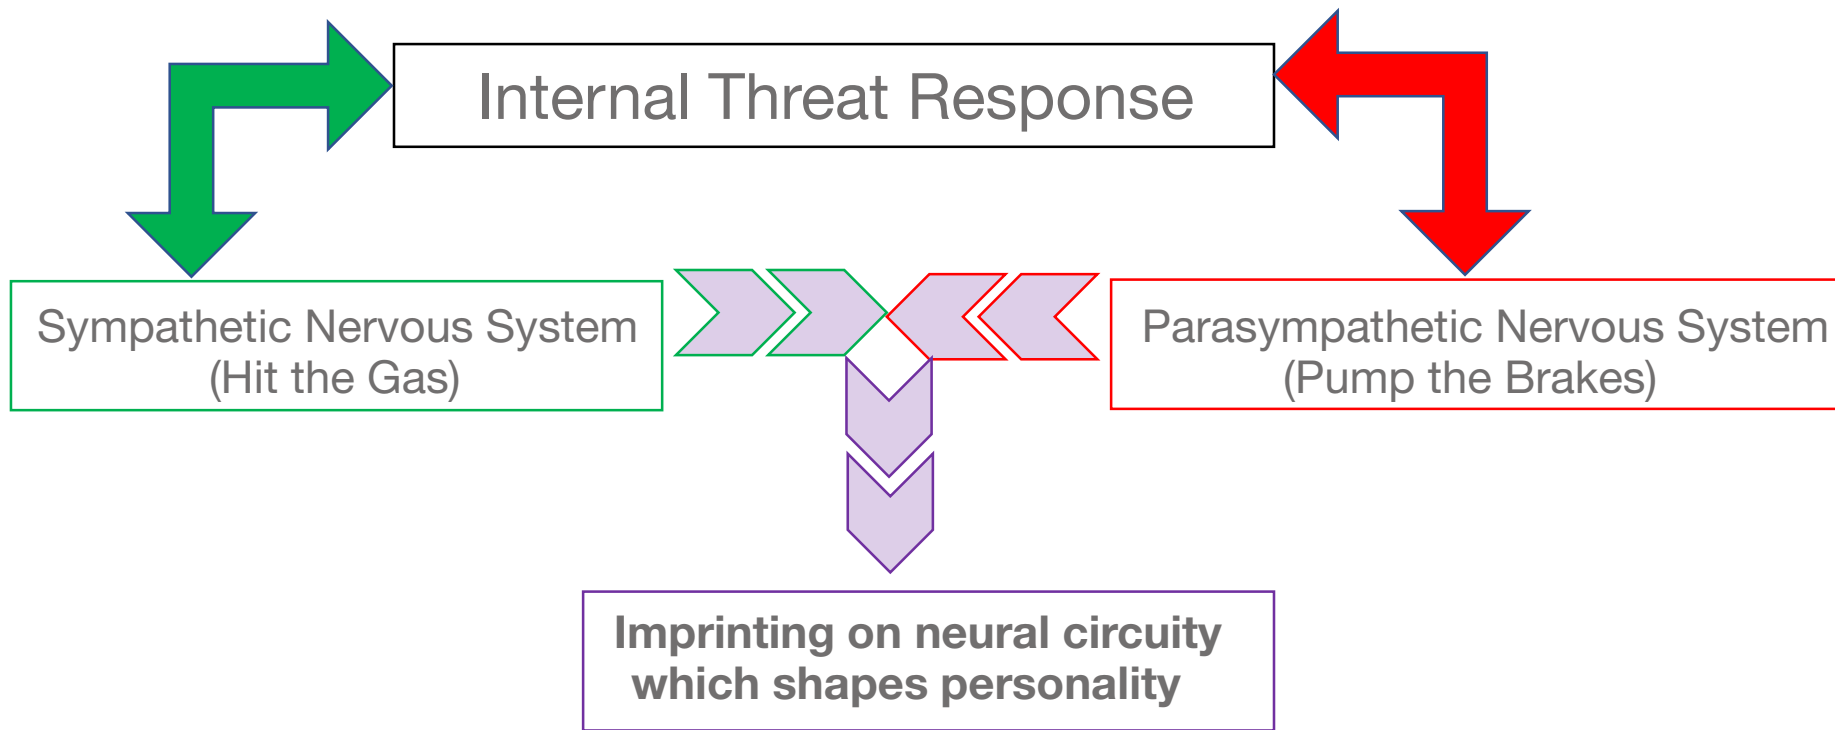 Internal Threat Response
Sympathetic Nervous System
(Hit the Gas)
Parasympathetic Nervous System
(Pump the Brakes)
Imprinting on neural circuity
which shapes personality